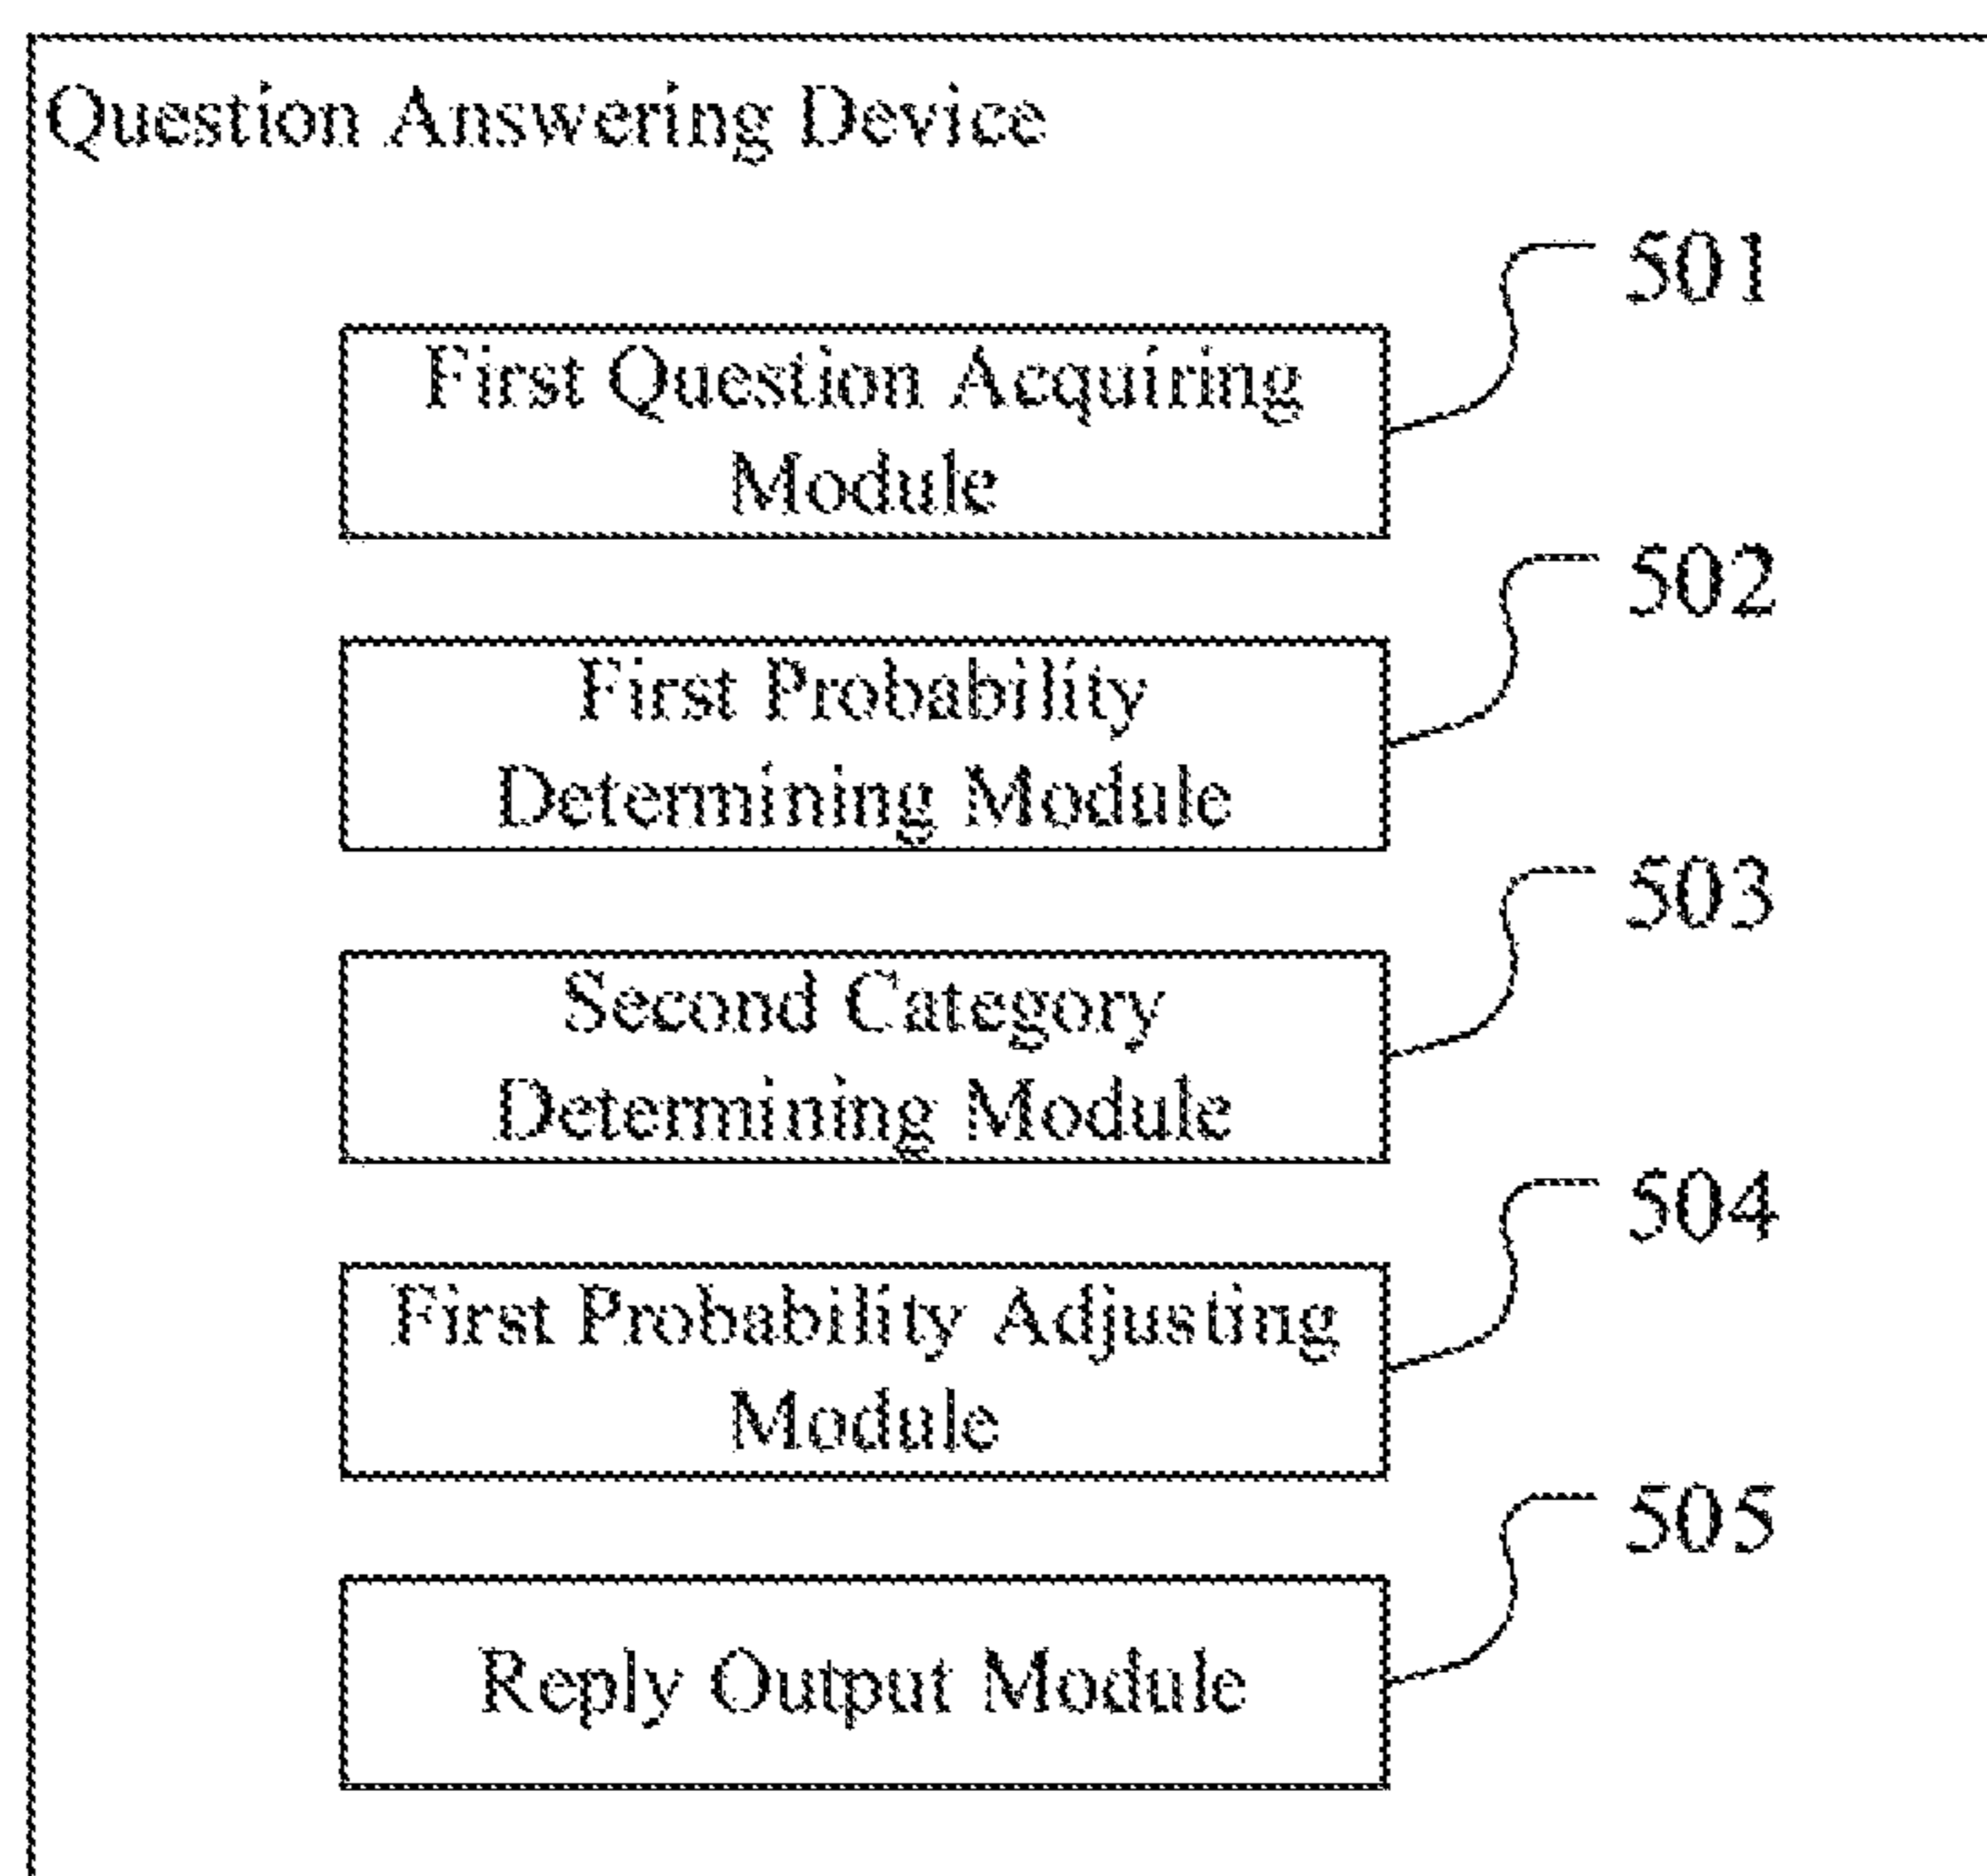 Question Answering Device
501
First Question Acquiring
Module
502
First Probability
Determining Module
503
Second Category
Determining Module
504
First Probability Adjusting
Module
505
Reply Output Module